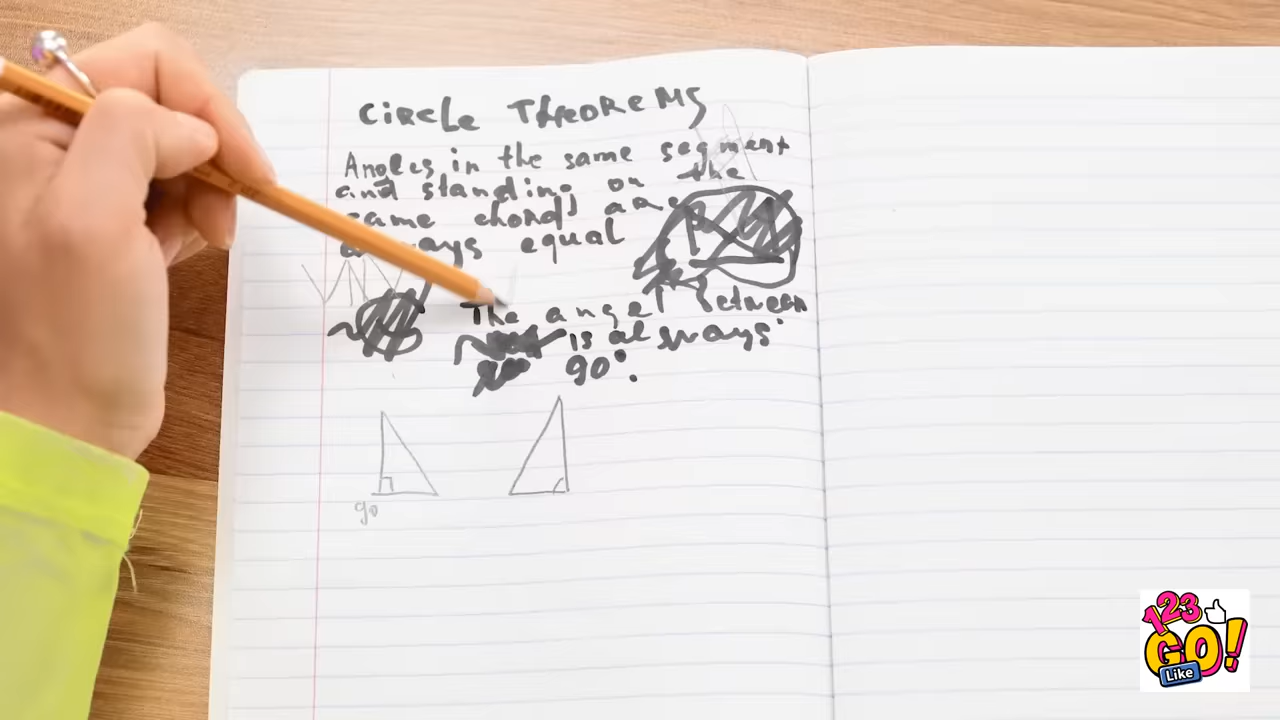 CiRcLe TheoReMS
Angles in the same segment
and standing on the
same chords are
always equal
The angel between
is always
90°.
90
123
GO!
Like